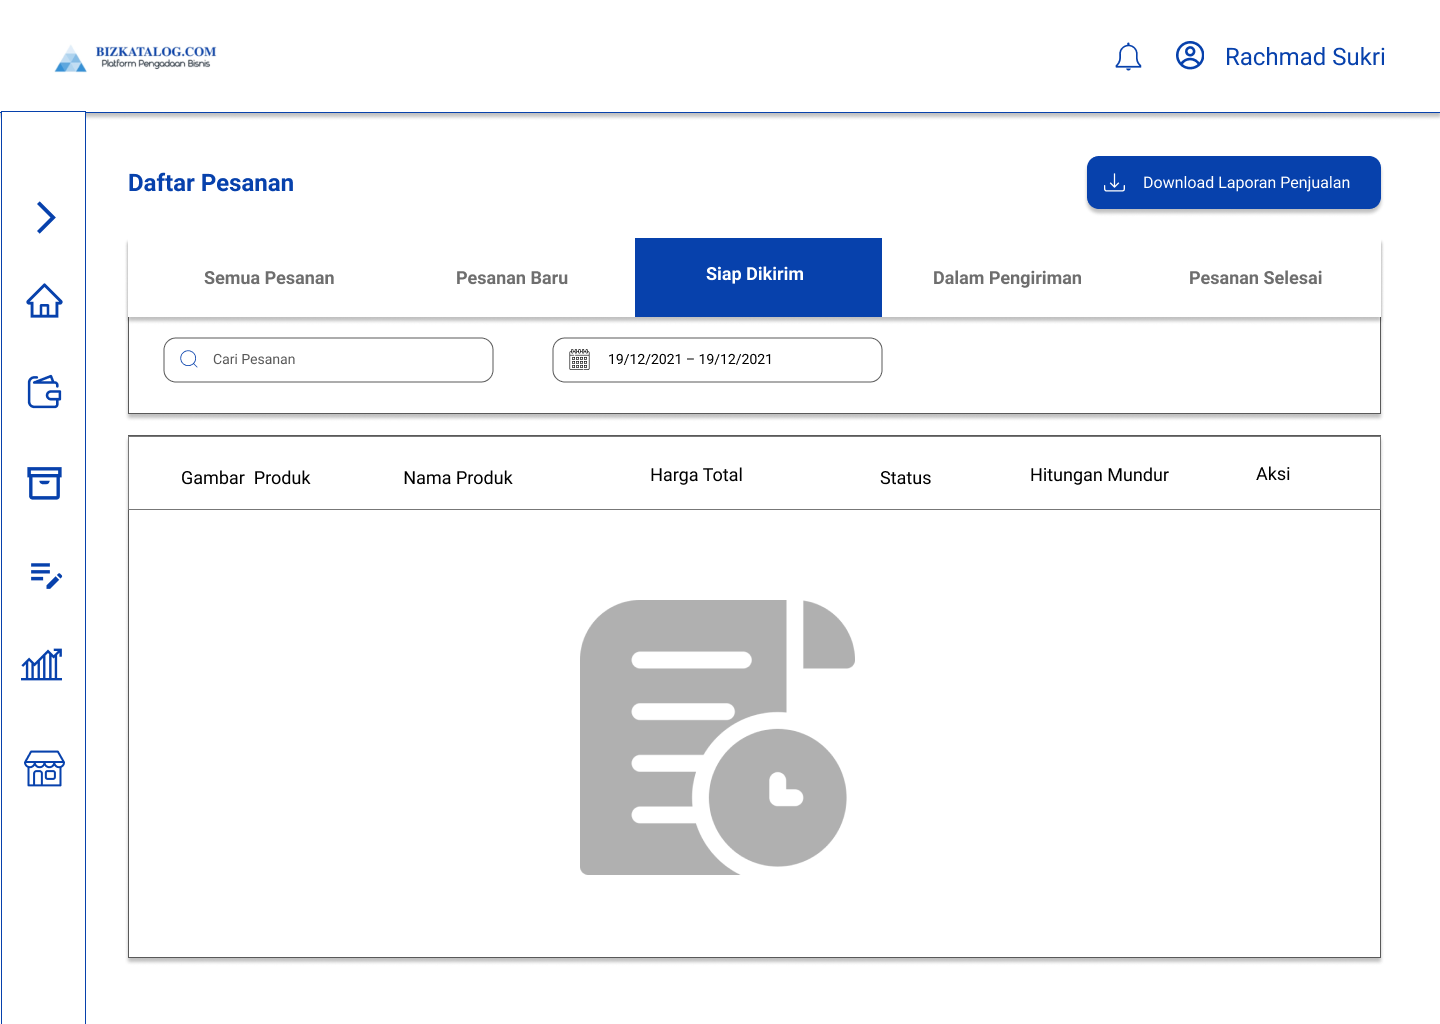 BIZKATALOG.COM
Platform Pengadaan Bisnis
Rachmad Sukri
Daftar Pesanan
Download Laporan Penjualan
Semua Pesanan
Pesanan Baru
Siap Dikirim
Dalam Pengiriman
Pesanan Selesai
Cari Pesanan
19/12/2021 – 19/12/2021
Gambar  Produk
Nama Produk
Harga Total
Status
Hitungan Mundur
Aksi